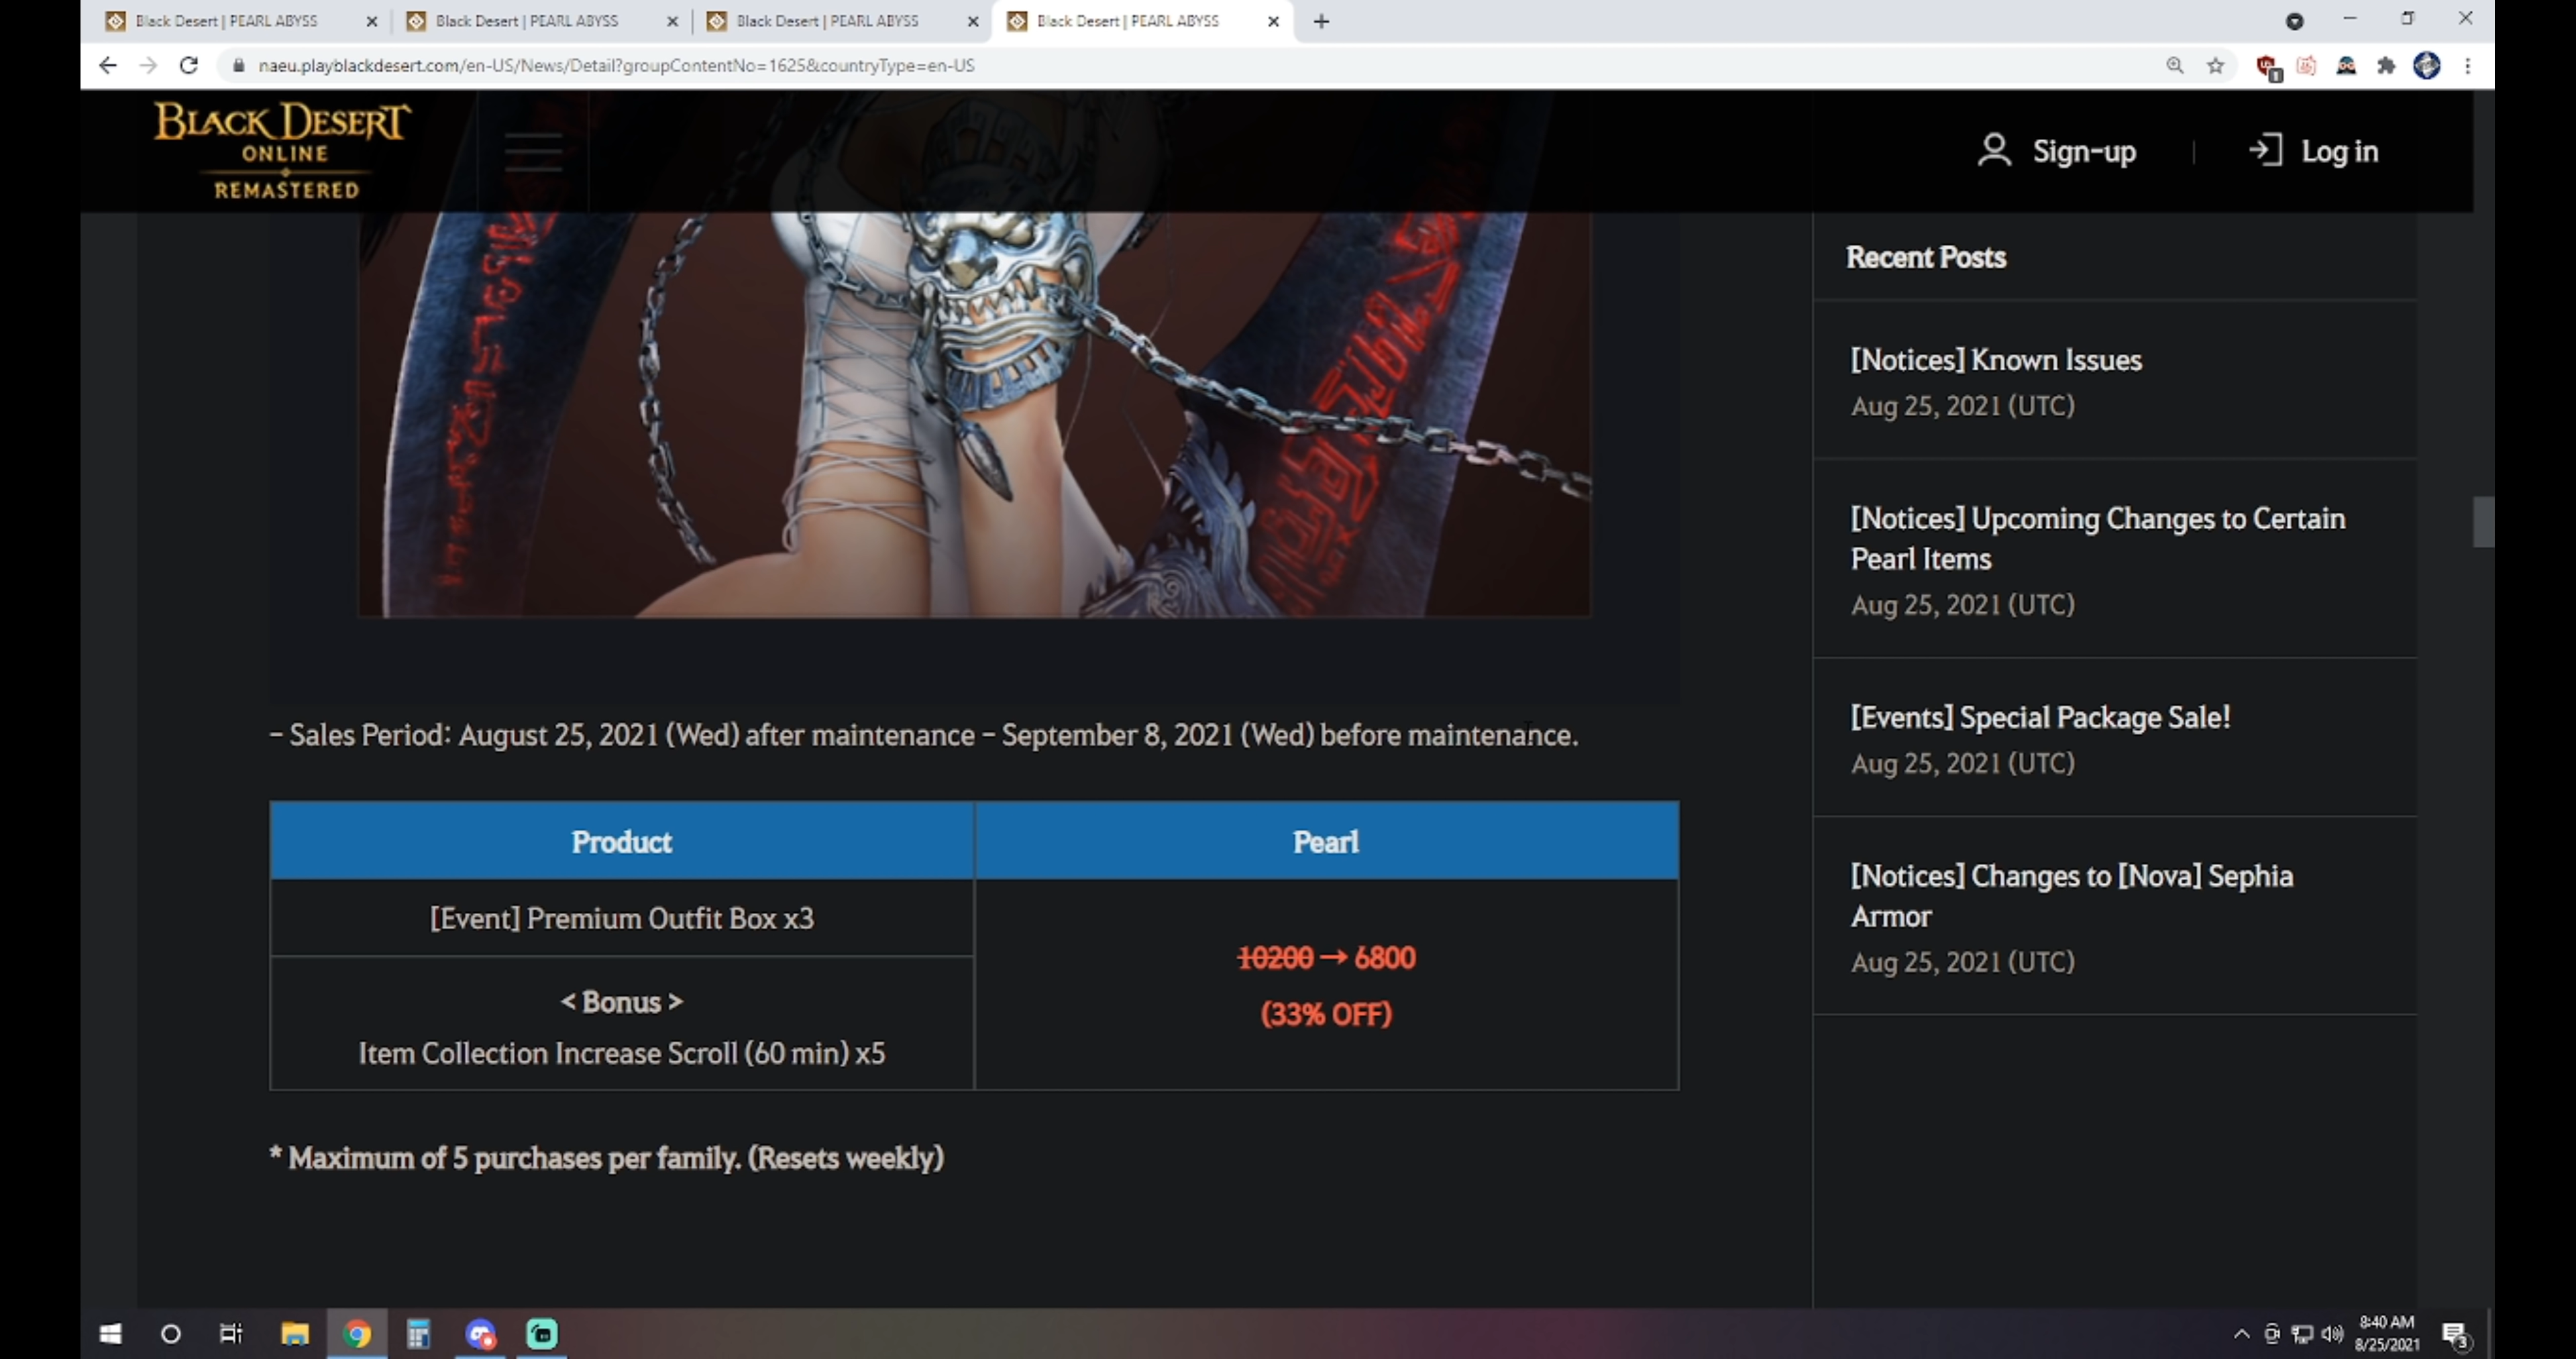 Black Desert | PEARL ABYSS
Black Desert | PEARL ABYSS
Black Desert | PEARL ABYSS
Black Desert | PEARL ABYSS
naeu.playblackdesert.com/en-US/News/Detail?groupContentNo=1625&countryType=en-US
BLACK DESERT
ONLINE
REMASTERED
Sign-up
Log in
– Sales Period: August 25, 2021 (Wed) after maintenance – September 8, 2021 (Wed) before maintenance.
Product
Pearl
[Event] Premium Outfit Box x3
< Bonus >
Item Collection Increase Scroll (60 min) x5
10200 → 6800
(33% OFF)
* Maximum of 5 purchases per family. (Resets weekly)
Recent Posts
[Notices] Known Issues
Aug 25, 2021 (UTC)
[Notices] Upcoming Changes to Certain
Pearl Items
Aug 25, 2021 (UTC)
[Events] Special Package Sale!
Aug 25, 2021 (UTC)
[Notices] Changes to [Nova] Sephia
Armor
Aug 25, 2021 (UTC)
8:40 AM
8/25/2021
3